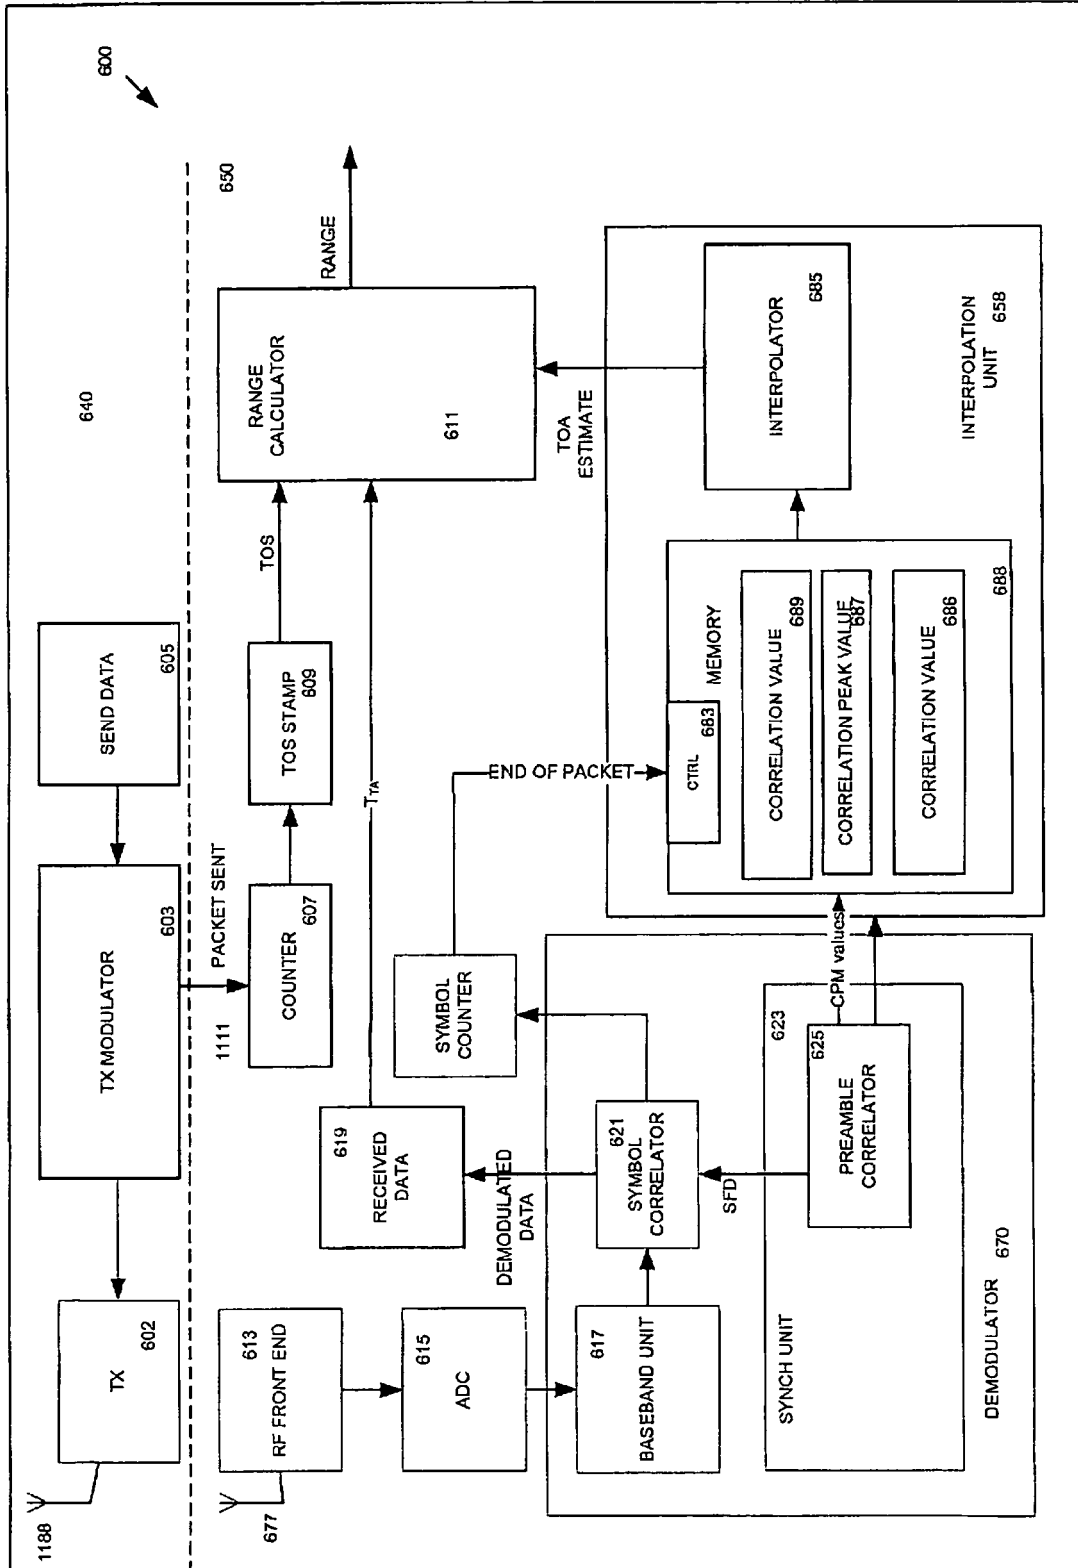 600
640
SEND DATA
605
TX MODULATOR
603
TX
602
1188
650
PACKET SENT
1111
COUNTER
607
TOS STAMP
609
TOS
RANGE
CALCULATOR
611
RANGE
TTA
RECEIVED
DATA
619
DEMODULATED
DATA
677
RF FRONT END
613
ADC
615
BASEBAND UNIT
617
SYMBOL
CORRELATOR
621
SYMBOL
COUNTER
END OF PACKET
SFD
SYNCH UNIT
623
PREAMBLE
CORRELATOR
625
DEMODULATOR
670
CPM values
MEMORY
CTRL
683
CORRELATION VALUE
689
CORRELATION PEAK VALUE
687
CORRELATION VALUE
686
688
INTERPOLATOR
685
TOA
ESTIMATE
INTERPOLATION
UNIT
658